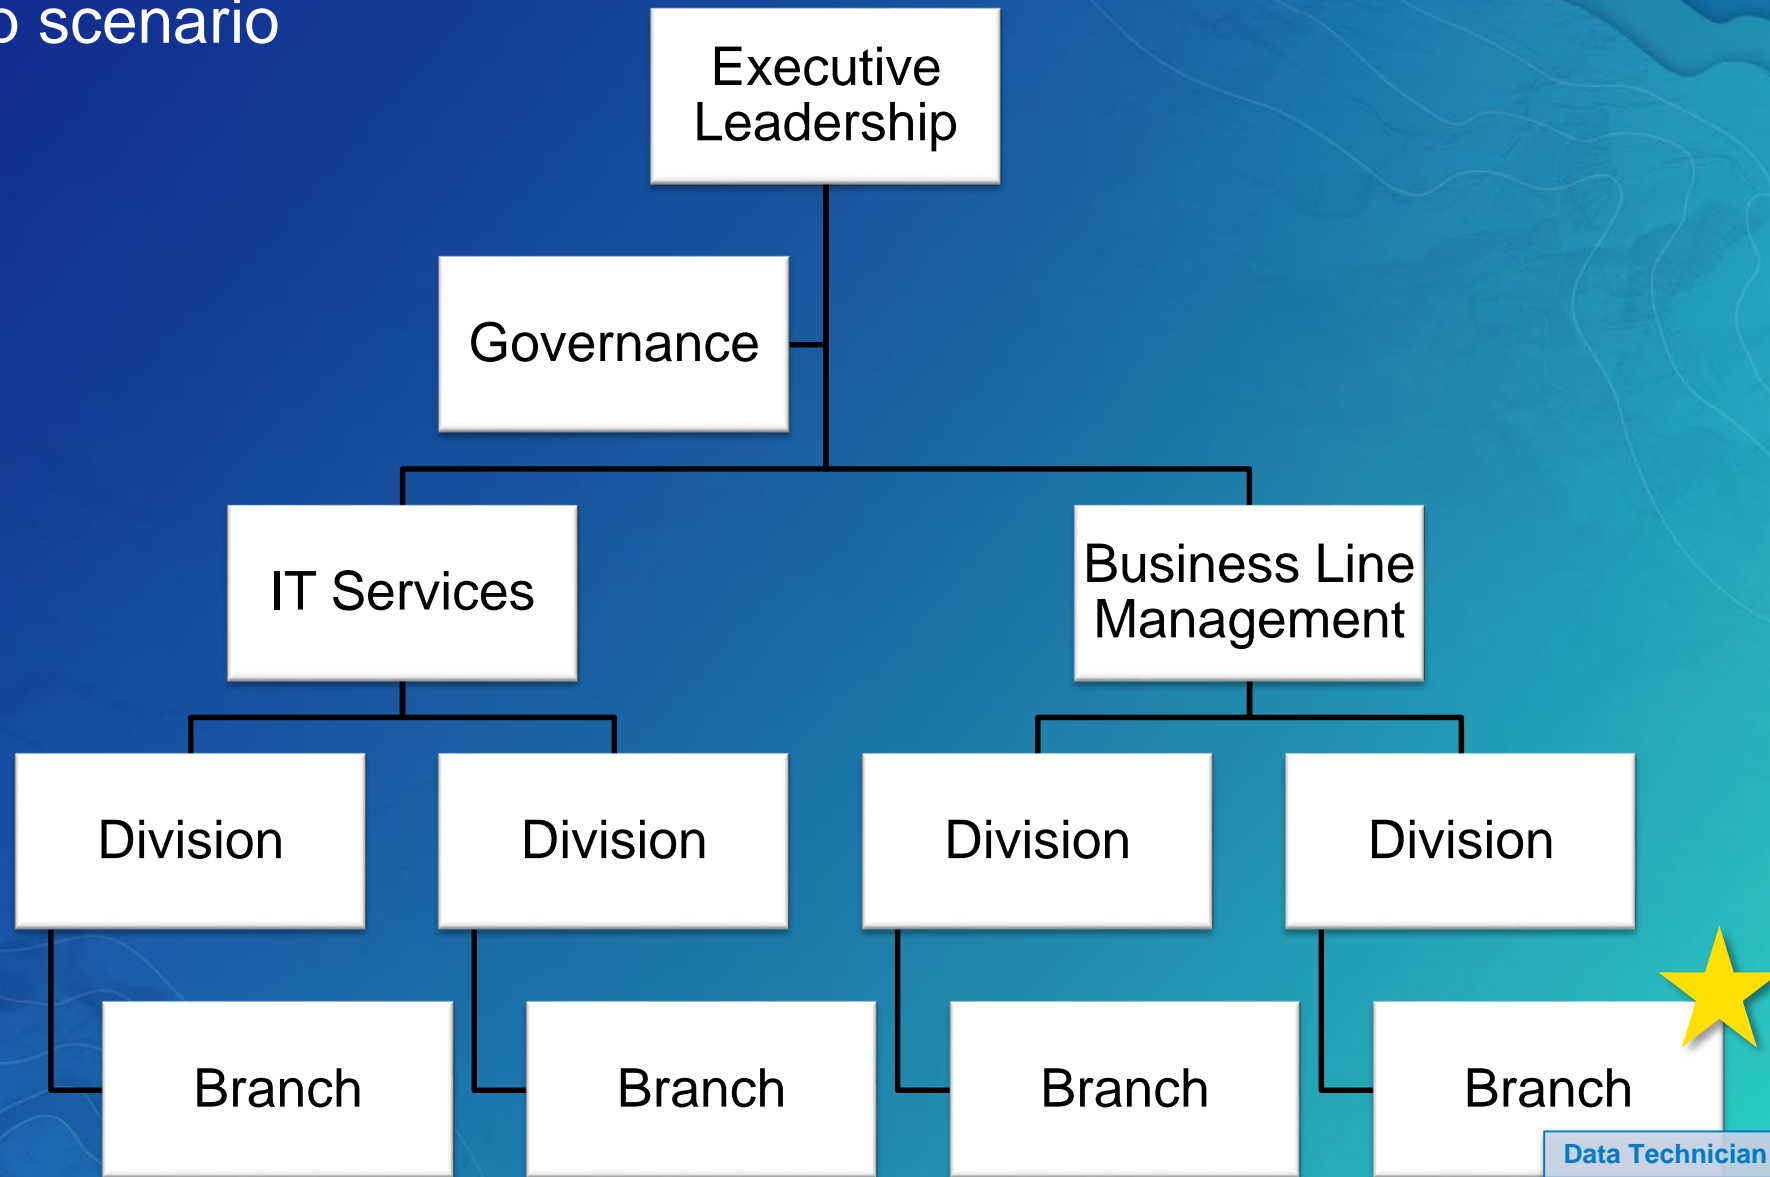 o scenario
Executive
Leadership
Governance
IT Services
Business Line
Management
Division
Division
Division
Division
Branch
Branch
Branch
Branch
Data Technician